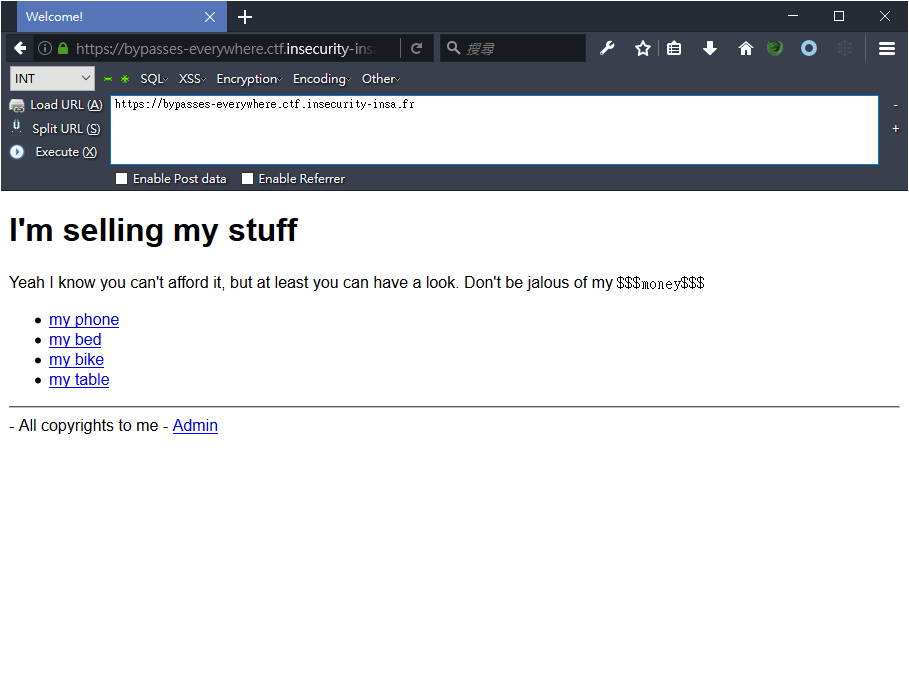 Welcome!
https://bypasses-everywhere.ctf.insecurity-insa
搜尋
INT
SQL
XSS
Encryption
Encoding
Other
Load URL (A)
https://bypasses-everywhere.ctf.insecurity-insa.fr
Split URL (S)
Execute (X)
- 
+
Enable Post data
Enable Referrer
I'm selling my stuff
Yeah I know you can't afford it, but at least you can have a look. Don't be jalous of my $$$money$$$
my phone
my bed
my bike
my table
- All copyrights to me - Admin